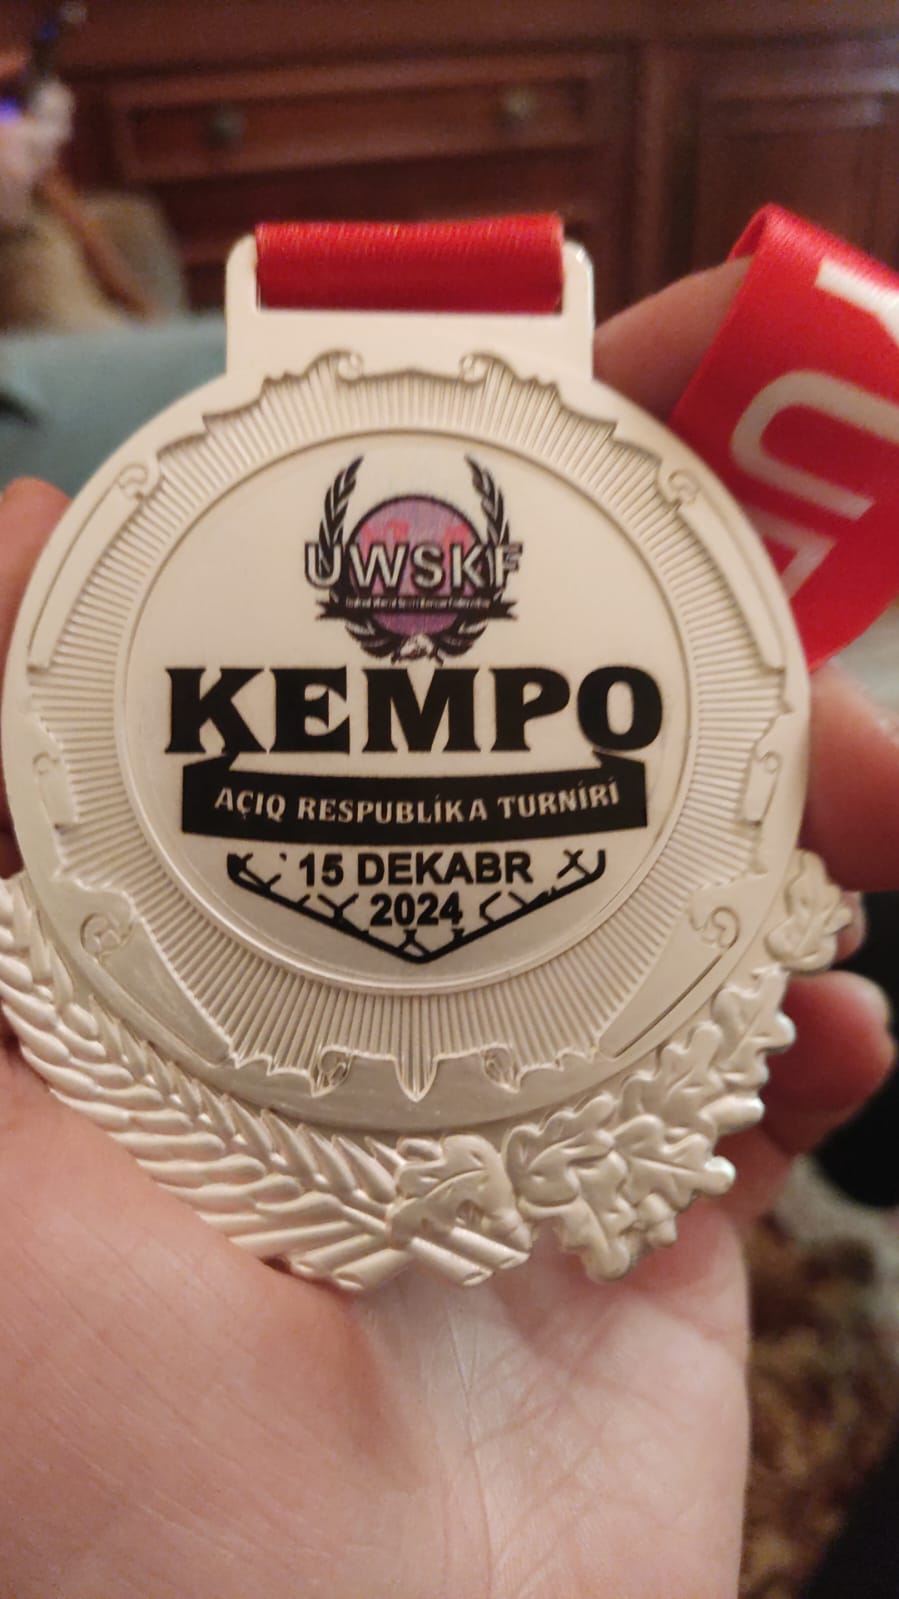 UWSKF
KEMPO
AÇIQ RESPUBLİKA TURNİRİ
15 DEKABR
2024